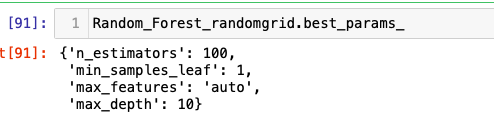 [91]: 1 Random_Forest_randomgrid.best_params_
t[91]: {'n_estimators': 100,
'min_samples_leaf': 1,
'max_features': 'auto',
'max_depth': 10}